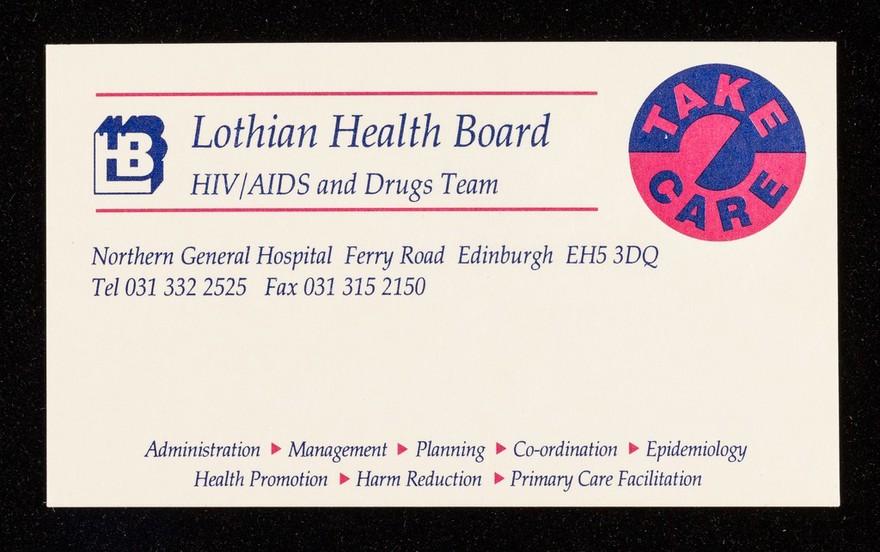 LHB
Lothian Health Board
HIV/AIDS and Drugs Team
TAKE
CARE
Northern General Hospital Ferry Road Edinburgh EH5 3DQ
Tel 031 332 2525 Fax 031 315 2150
Administration ▶ Management ▶ Planning ▶ Co-ordination ▶ Epidemiology
Health Promotion ▶ Harm Reduction ▶ Primary Care Facilitation